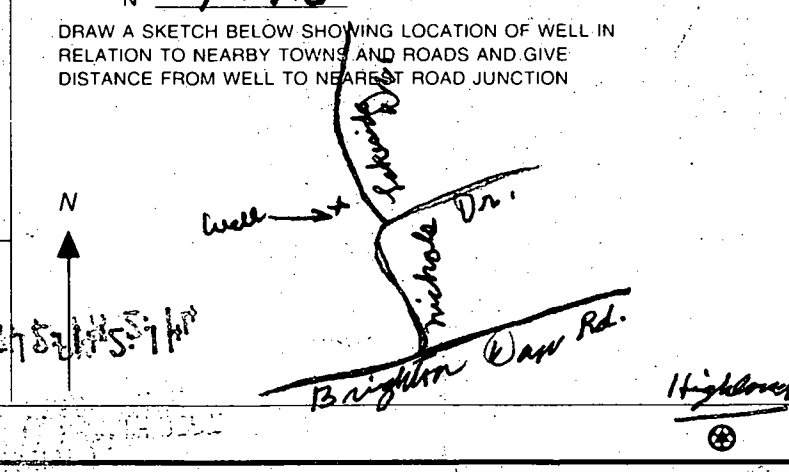 N
DRAW A SKETCH BELOW SHOWING LOCATION OF WELL IN
RELATION TO NEARBY TOWNS AND ROADS AND GIVE
DISTANCE FROM WELL TO NEAREST ROAD JUNCTION
Lakeside Drive
N
Well
Nichols Dr.
Brighton Dam Rd.